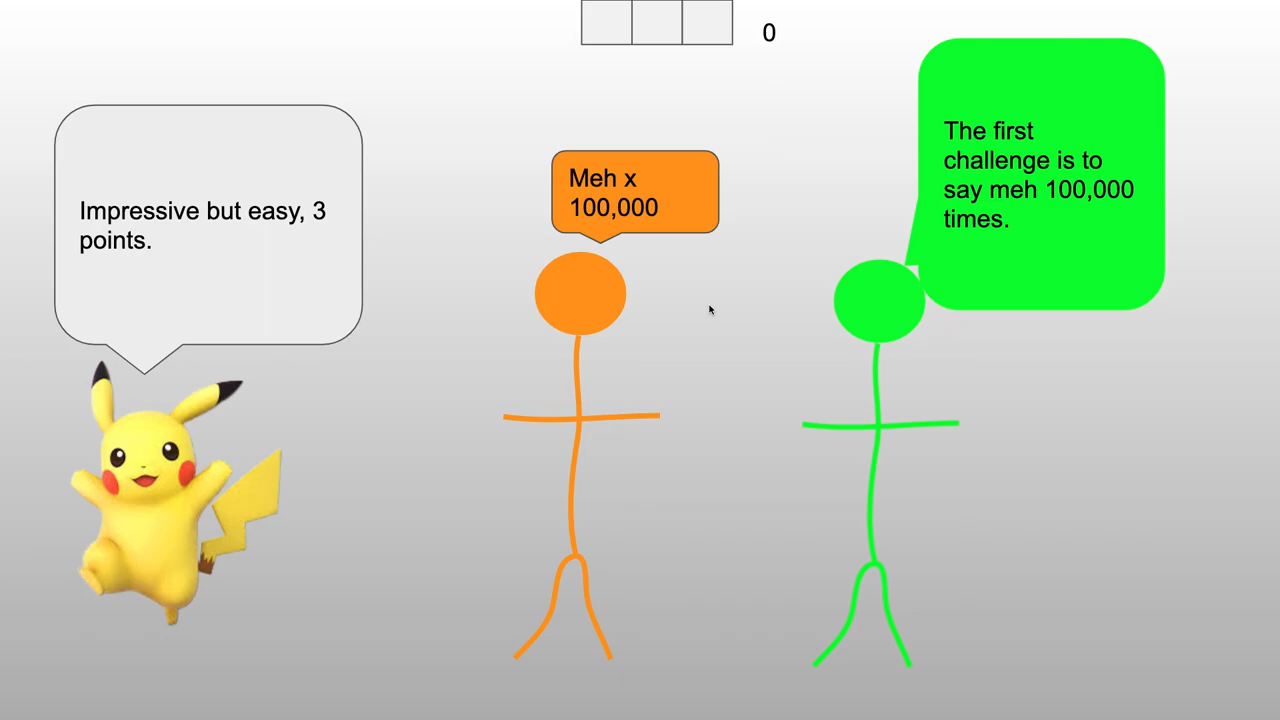 0
The first
challenge is to
say meh 100,000
times.
Meh x
100,000
Impressive but easy, 3
points.